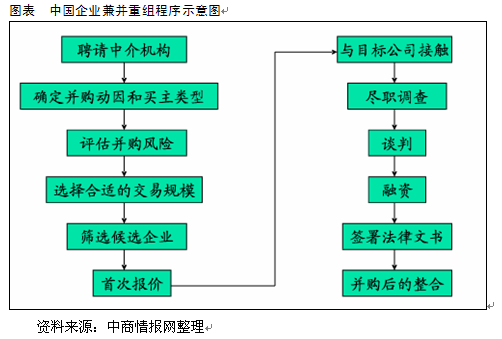 图表 中国企业兼并重组程序示意图
聘请中介机构
确定并购动因和买主类型
评估并购风险
选择合适的交易规模
筛选候选企业
首次报价
与目标公司接触
尽职调查
谈判
融资
签署法律文书
并购后的整合
资料来源：中商情报网整理